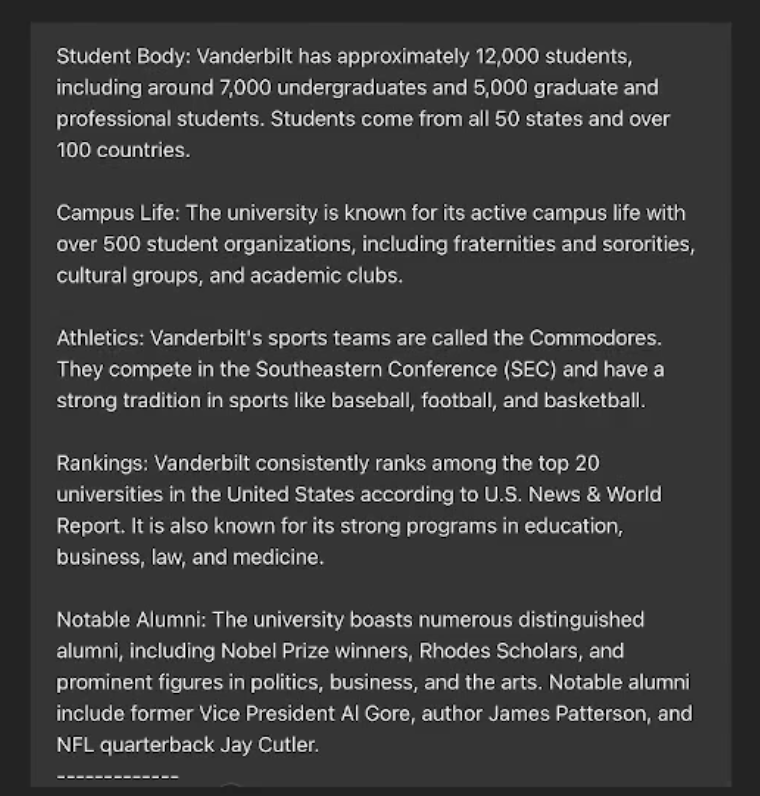 Student Body: Vanderbilt has approximately 12,000 students,
including around 7,000 undergraduates and 5,000 graduate and
professional students. Students come from all 50 states and over
100 countries.
Campus Life: The university is known for its active campus life with
over 500 student organizations, including fraternities and sororities,
cultural groups, and academic clubs.
Athletics: Vanderbilt's sports teams are called the Commodores.
They compete in the Southeastern Conference (SEC) and have a
strong tradition in sports like baseball, football, and basketball.
Rankings: Vanderbilt consistently ranks among the top 20
universities in the United States according to U.S. News & World
Report. It is also known for its strong programs in education,
business, law, and medicine.
Notable Alumni: The university boasts numerous distinguished
alumni, including Nobel Prize winners, Rhodes Scholars, and
prominent figures in politics, business, and the arts. Notable alumni
include former Vice President Al Gore, author James Patterson, and
NFL quarterback Jay Cutler.
-------------